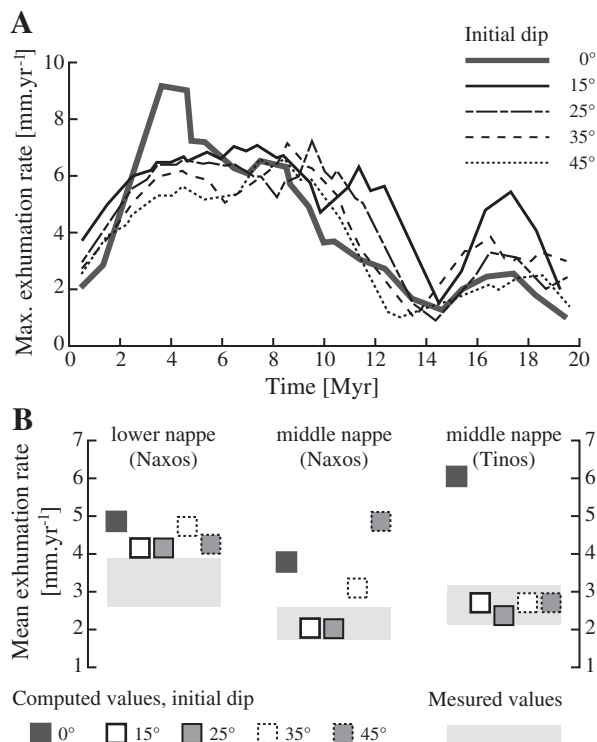 A
Initial dip
0°
15°
25°
35°
45°
Max. exhumation rate [mm.yr⁻¹]
10
8
6
4
2
0
0 2 4 6 8 10 12 14 16 18 20
Time [Myr]
B
lower nappe
(Naxos)
middle nappe
(Naxos)
middle nappe
(Tinos)
Mean exhumation rate
[mm.yr⁻¹]
7 7
6 6
5 5
4 4
3 3
2 2
1 1
Computed values, initial dip
Mesured values
0° 15° 25° 35° 45°